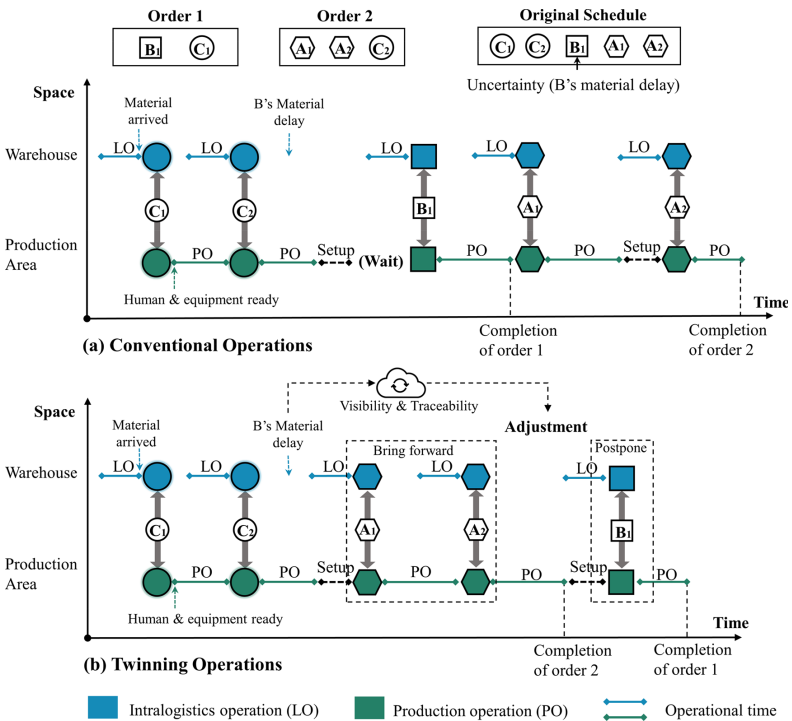 Order 1
Order 2
Original Schedule
B1
C1
A1
A2
C2
C1
C2
B1
A1
A2
Uncertainty (B's material delay)
Space
Material
arrived
B's Material
delay
Warehouse
LO
LO
LO
LO
LO
C1
C2
B1
A1
A2
Production
Area
PO
PO
Setup
(Wait)
PO
PO
Setup
PO
Human & equipment ready
Time
Completion
of order 1
Completion
of order 2
(a) Conventional Operations
Visibility & Traceability
Space
Material
arrived
B's Material
delay
Adjustment
Bring forward
Postpone
Warehouse
LO
LO
LO
LO
LO
C1
C2
A1
A2
B1
Production
Area
PO
PO
Setup
PO
PO
Setup
PO
Human & equipment ready
Time
Completion
of order 2
Completion
of order 1
(b) Twinning Operations
Intralogistics operation (LO)
Production operation (PO)
Operational time